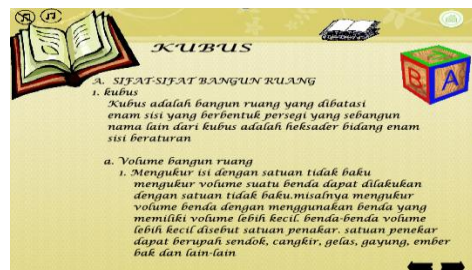 KUBUS
A. SIFAT-SIFAT BANGUN RUANG
1. kubus
Kubus adalah bangun ruang yang dibatasi
enam sisi yang berbentuk persegi yang sebangun
nama lain dari kubus adalah heksader bidang enam
sisi beraturan
a. Volume bangun ruang
1. Mengukur isi dengan satuan tidak baku
mengukur volume suatu benda dapat dilakukan
dengan satuan tidak baku.misalnya mengukur
volume benda dengan menggunakan benda yang
memiliki volume lebih kecil. benda-benda volume
lebih kecil disebut satuan penakar. satuan penekar
dapat berupah sendok, cangkir, gelas, gayung, ember
bak dan lain-lain
B A